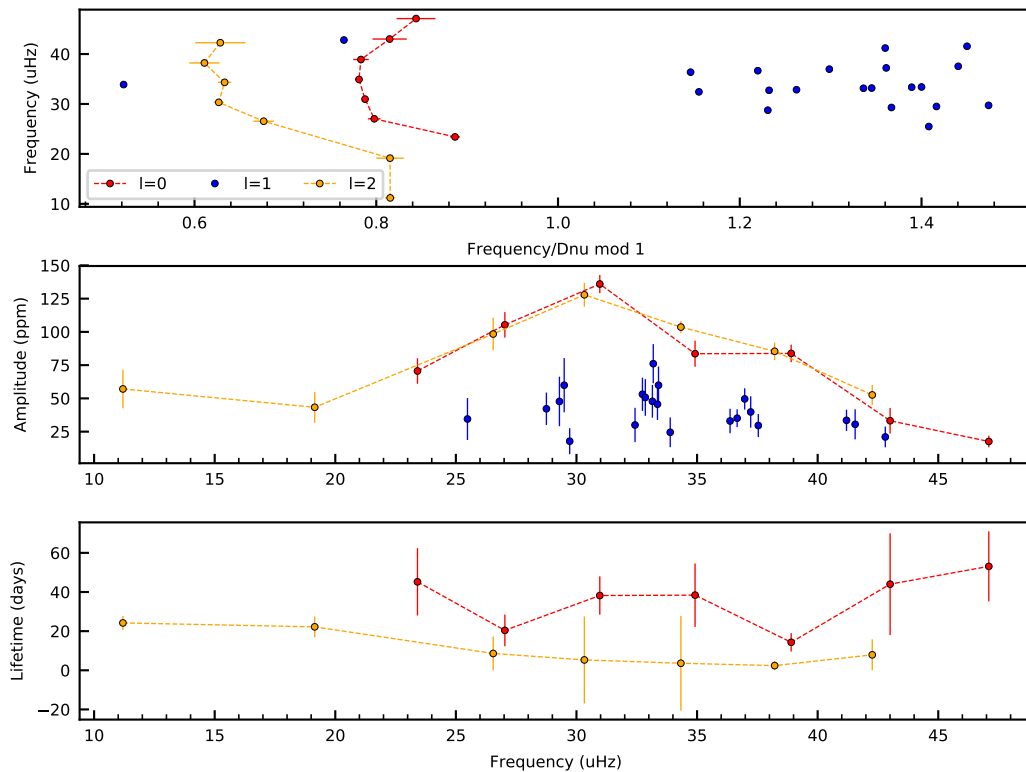 Frequency (uHz)
40
30
20
10
l=0 l=1 l=2
0.6 0.8 1.0 1.2 1.4
Frequency/Dnu mod 1
Amplitude (ppm)
150
125
100
75
50
25
10 15 20 25 30 35 40 45
Lifetime (days)
60
40
20
0
−20
10 15 20 25 30 35 40 45
Frequency (uHz)